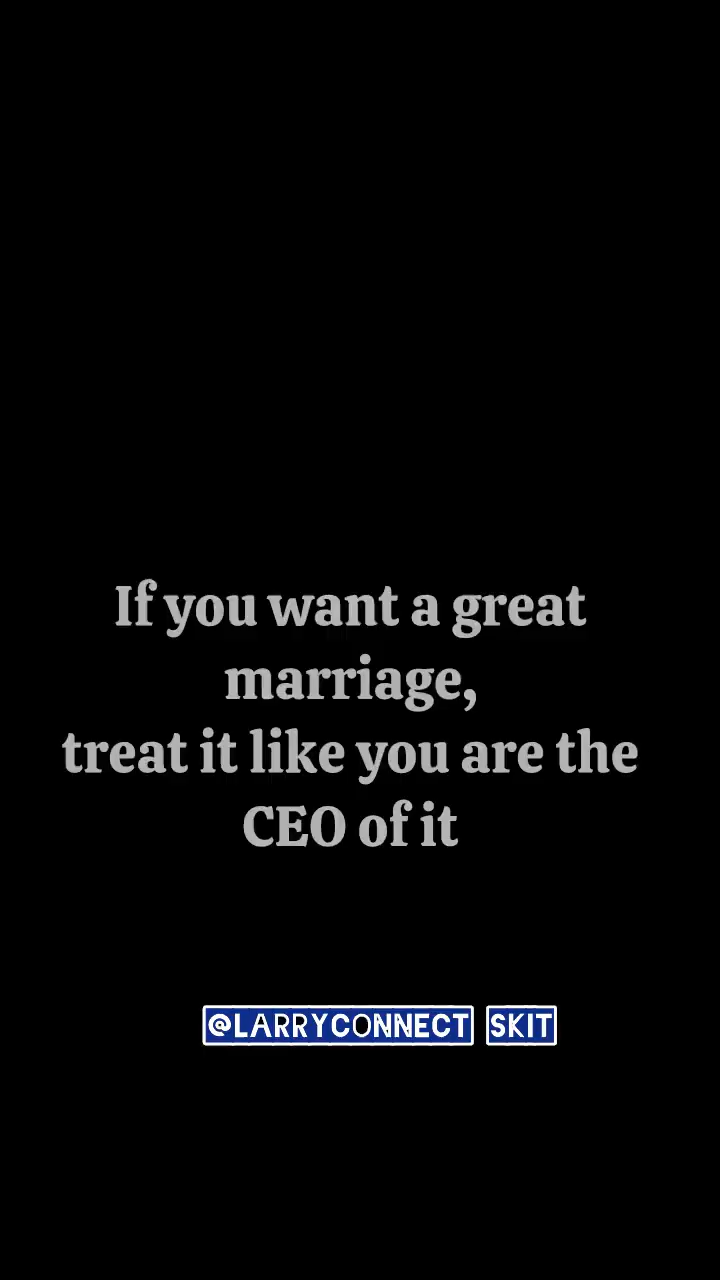 If you want a great
marriage,
treat it like you are the
CEO of it
@LARRYCONNECT SKIT